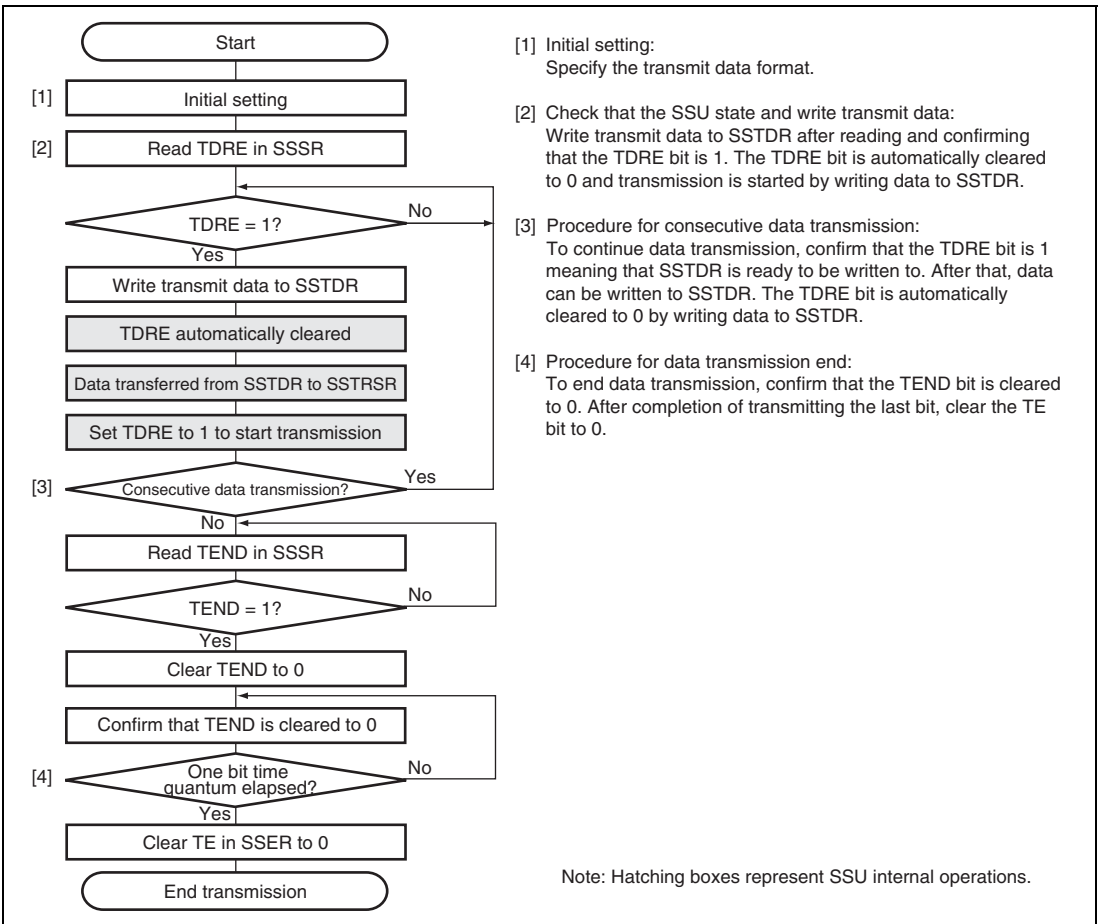 Start
[1] Initial setting
[2] Read TDRE in SSSR
TDRE = 1?
No
Yes
Write transmit data to SSTDR
TDRE automatically cleared
Data transferred from SSTDR to SSTRSR
Set TDRE to 1 to start transmission
[3] Consecutive data transmission?
Yes
No
Read TEND in SSSR
TEND = 1?
No
Yes
Clear TEND to 0
Confirm that TEND is cleared to 0
[4] One bit time
quantum elapsed?
No
Yes
Clear TE in SSER to 0
End transmission
[1] Initial setting:
Specify the transmit data format.
[2] Check that the SSU state and write transmit data:
Write transmit data to SSTDR after reading and confirming
that the TDRE bit is 1. The TDRE bit is automatically cleared
to 0 and transmission is started by writing data to SSTDR.
[3] Procedure for consecutive data transmission:
To continue data transmission, confirm that the TDRE bit is 1
meaning that SSTDR is ready to be written to. After that, data
can be written to SSTDR. The TDRE bit is automatically
cleared to 0 by writing data to SSTDR.
[4] Procedure for data transmission end:
To end data transmission, confirm that the TEND bit is cleared
to 0. After completion of transmitting the last bit, clear the TE
bit to 0.
Note: Hatching boxes represent SSU internal operations.